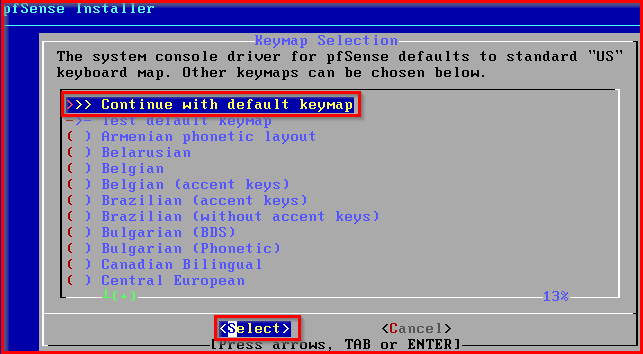 pfSense Installer
Keymap Selection
The system console driver for pfSense defaults to standard "US"
keyboard map. Other keymaps can be chosen below.
>>> Continue with default keymap
->- Test default keymap
( ) Armenian phonetic layout
( ) Belarusian
( ) Belgian
( ) Belgian (accent keys)
( ) Brazilian (accent keys)
( ) Brazilian (without accent keys)
( ) Bulgarian (BDS)
( ) Bulgarian (Phonetic)
( ) Canadian Bilingual
( ) Central European
↑(+) 13%
<Select> <Cancel>
[Press arrows, TAB or ENTER]